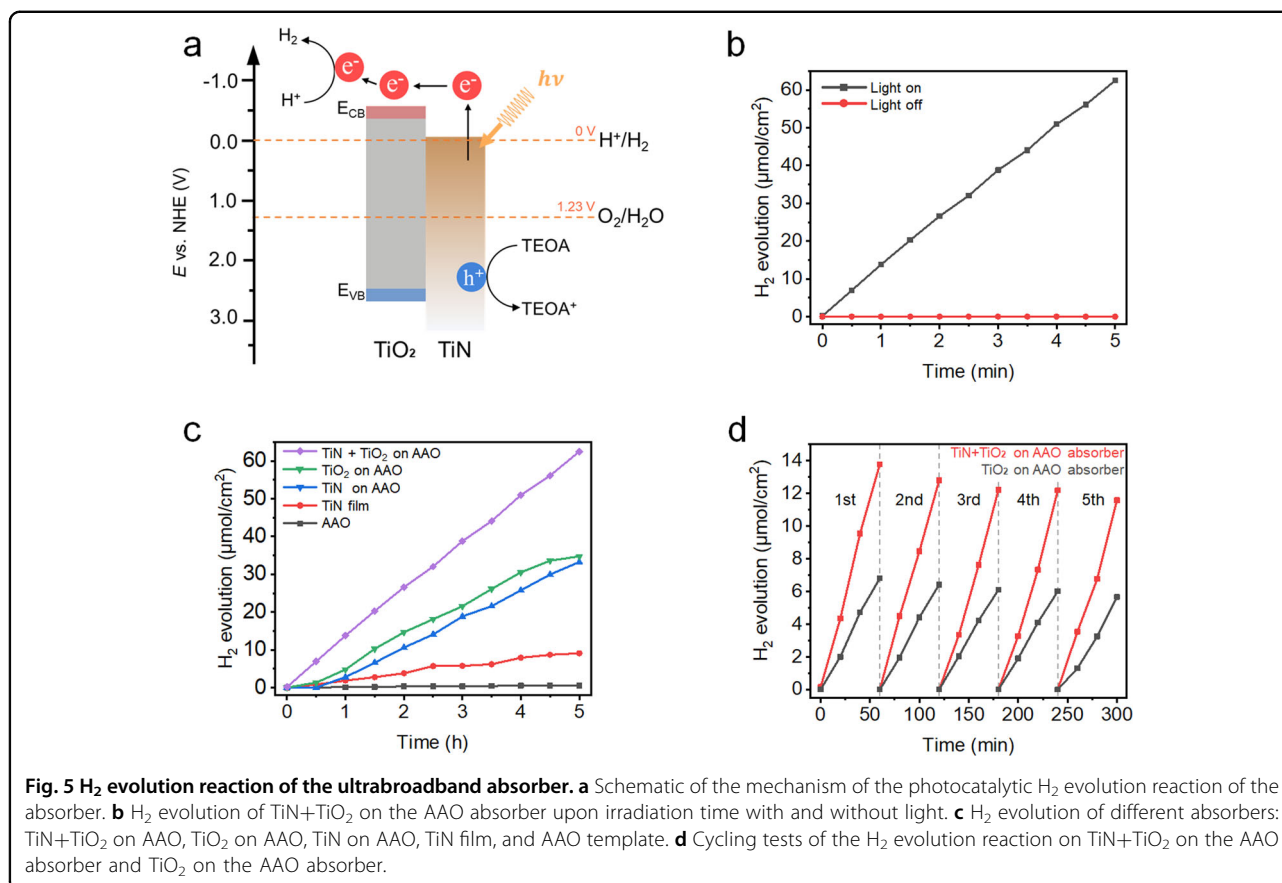 a
H₂
H⁺
e⁻
e⁻
e⁻
hν
-1.0
0.0
1.0
2.0
3.0
E vs. NHE (V)
E_CB
E_VB
0 V
H⁺/H₂
1.23 V
O₂/H₂O
TEOA
h⁺
TEOA⁺
TiO₂
TiN
b
Light on
Light off
60
50
40
30
20
10
0
H₂ evolution (µmol/cm²)
0 1 2 3 4 5
Time (min)
c
TiN + TiO₂ on AAO
TiO₂ on AAO
TiN on AAO
TiN film
AAO
60
50
40
30
20
10
0
H₂ evolution (µmol/cm²)
0 1 2 3 4 5
Time (h)
d
TiN+TiO₂ on AAO absorber
TiO₂ on AAO absorber
1st 2nd 3rd 4th 5th
14
12
10
8
6
4
2
0
H₂ evolution (µmol/cm²)
0 50 100 150 200 250 300
Time (min)
Fig. 5 H₂ evolution reaction of the ultrabroadband absorber. a Schematic of the mechanism of the photocatalytic H₂ evolution reaction of the
absorber. b H₂ evolution of TiN+TiO₂ on the AAO absorber upon irradiation time with and without light. c H₂ evolution of different absorbers:
TiN+TiO₂ on AAO, TiO₂ on AAO, TiN on AAO, TiN film, and AAO template. d Cycling tests of the H₂ evolution reaction on TiN+TiO₂ on the AAO
absorber and TiO₂ on the AAO absorber.